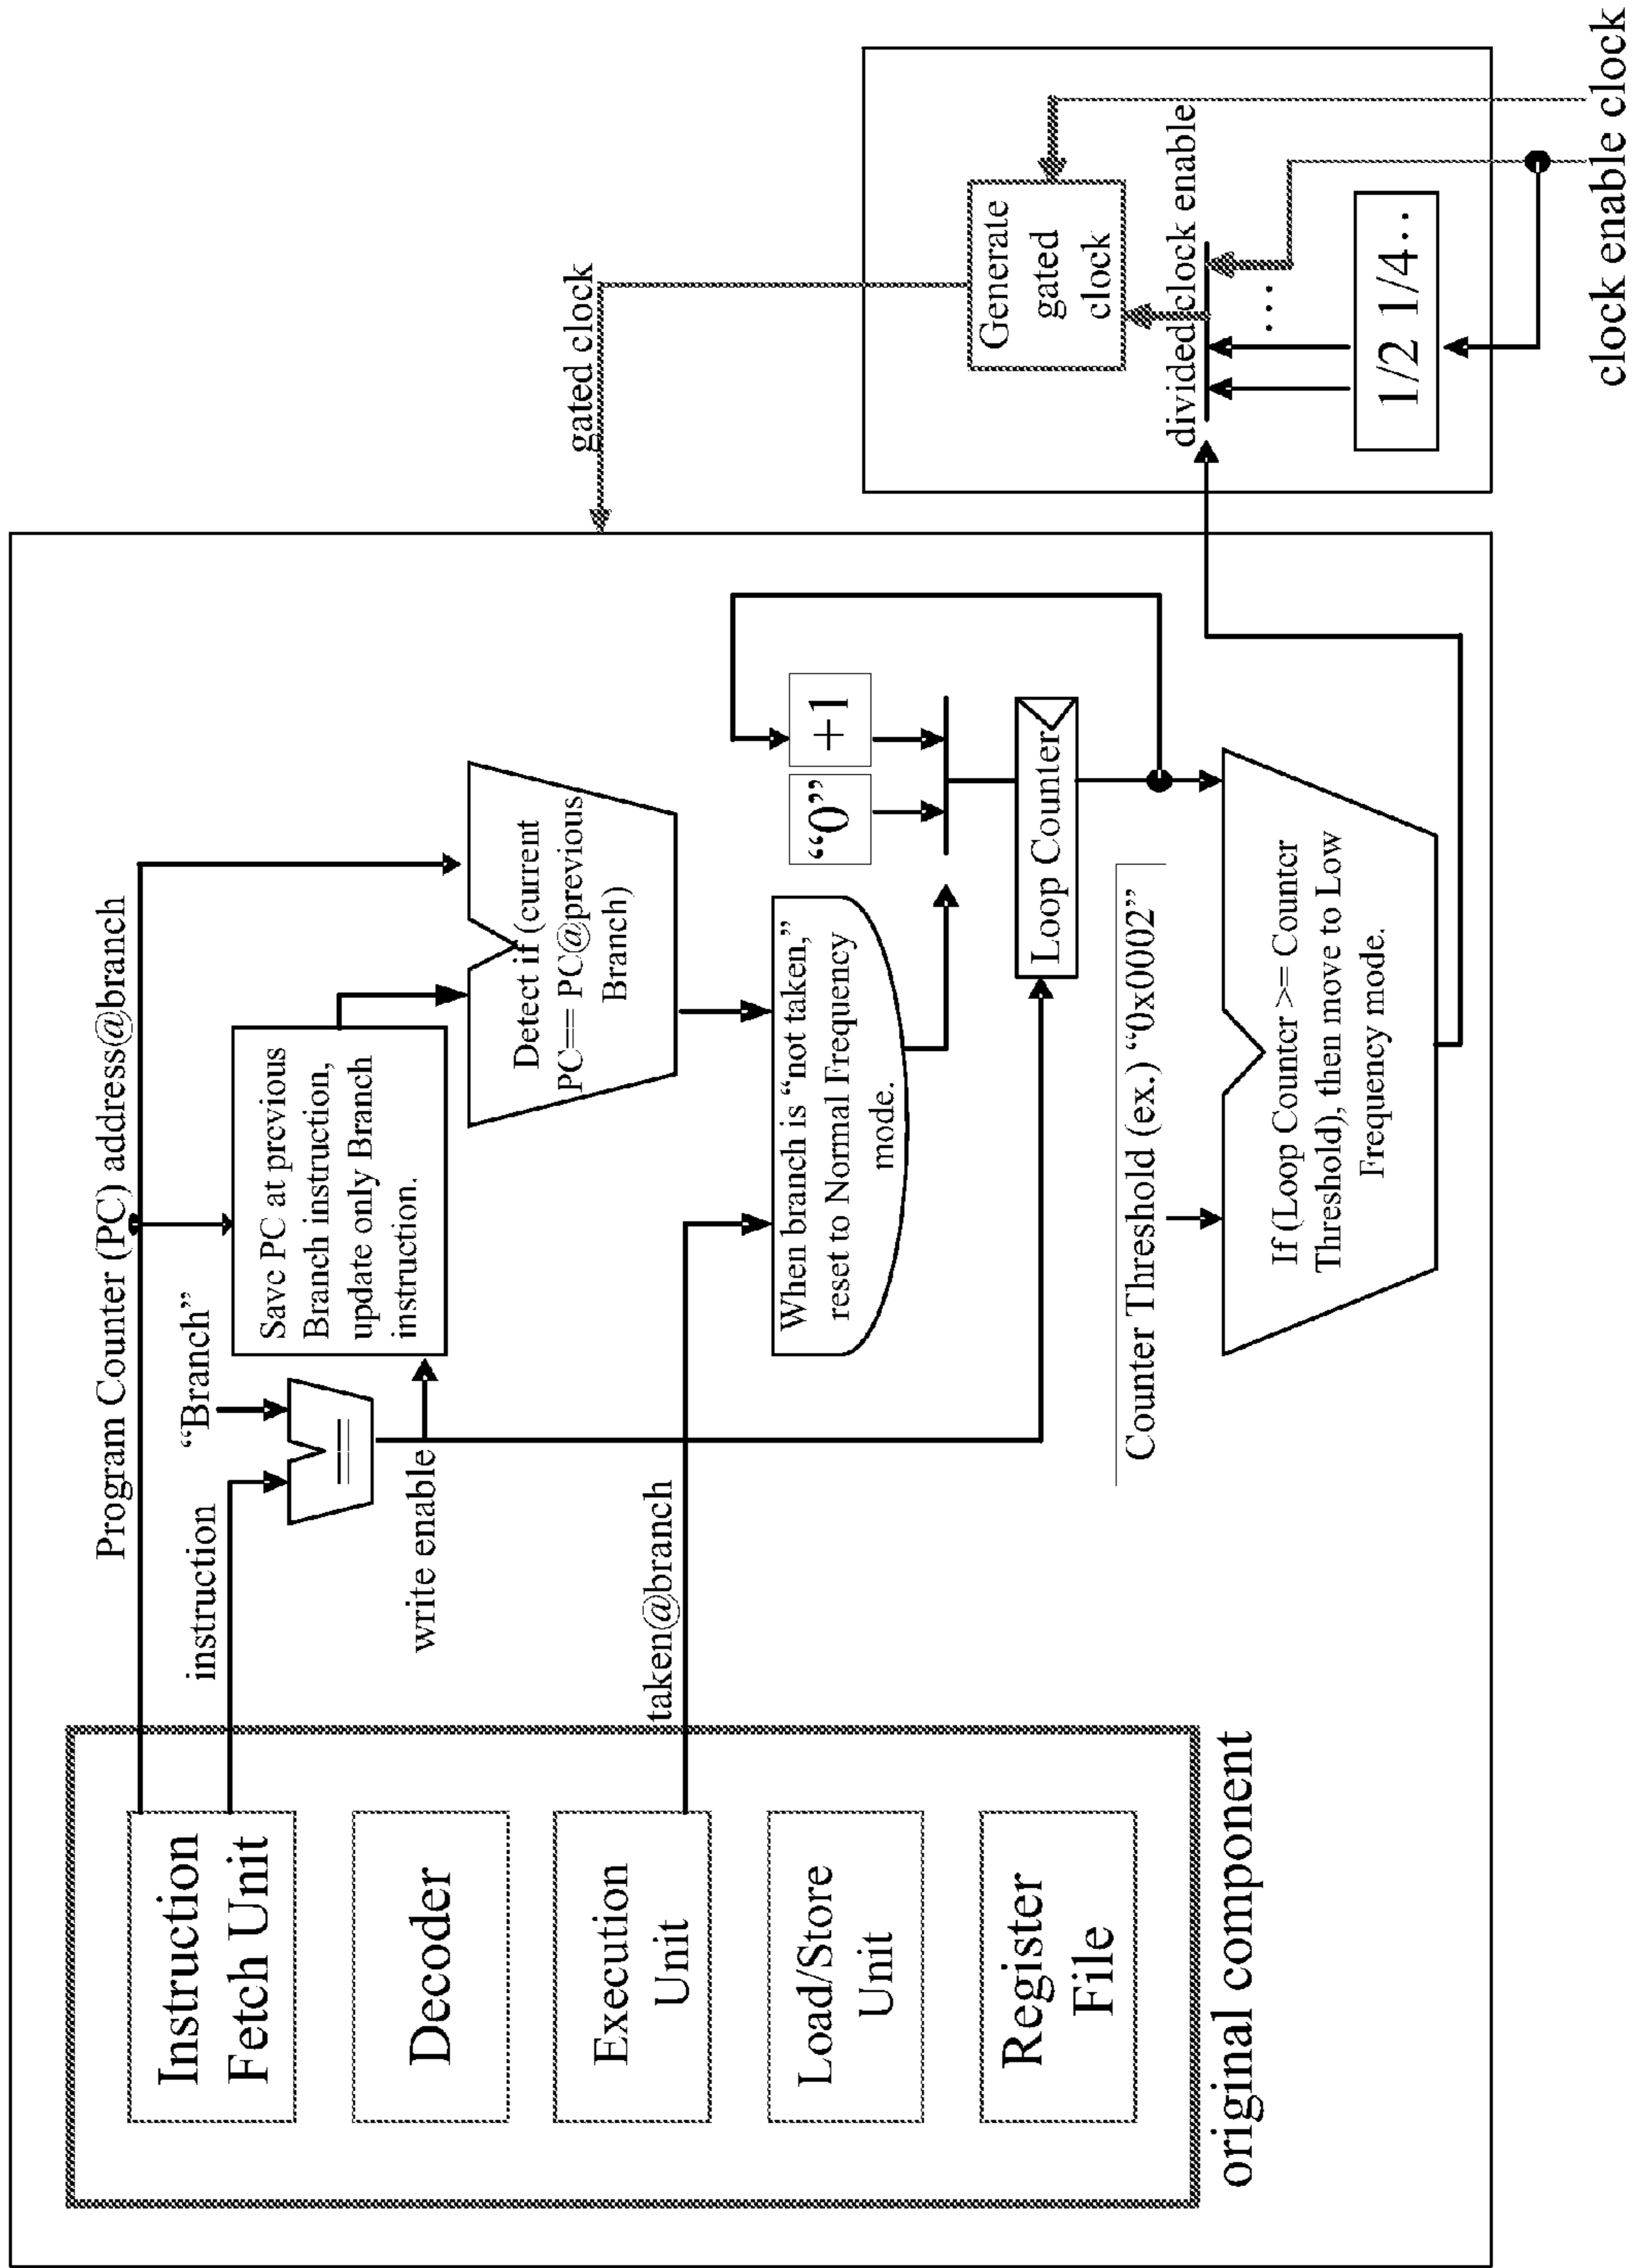 Program Counter (PC) address@branch
instruction
“Branch”
==
write enable
Save PC at previous
Branch instruction,
update only Branch
instruction.
Detect if (current
PC== PC@previous
Branch)
taken@branch
When branch is “not taken,”
reset to Normal Frequency
mode.
“0”
+1
Loop Counter
Counter Threshold (ex.) “0x0002”
If (Loop Counter >= Counter
Threshold), then move to Low
Frequency mode.
Instruction
Fetch Unit
Decoder
Execution
Unit
Load/Store
Unit
Register
File
original component
gated clock
Generate
gated
clock
divided clock enable
...
1/2 1/4..
clock enable clock